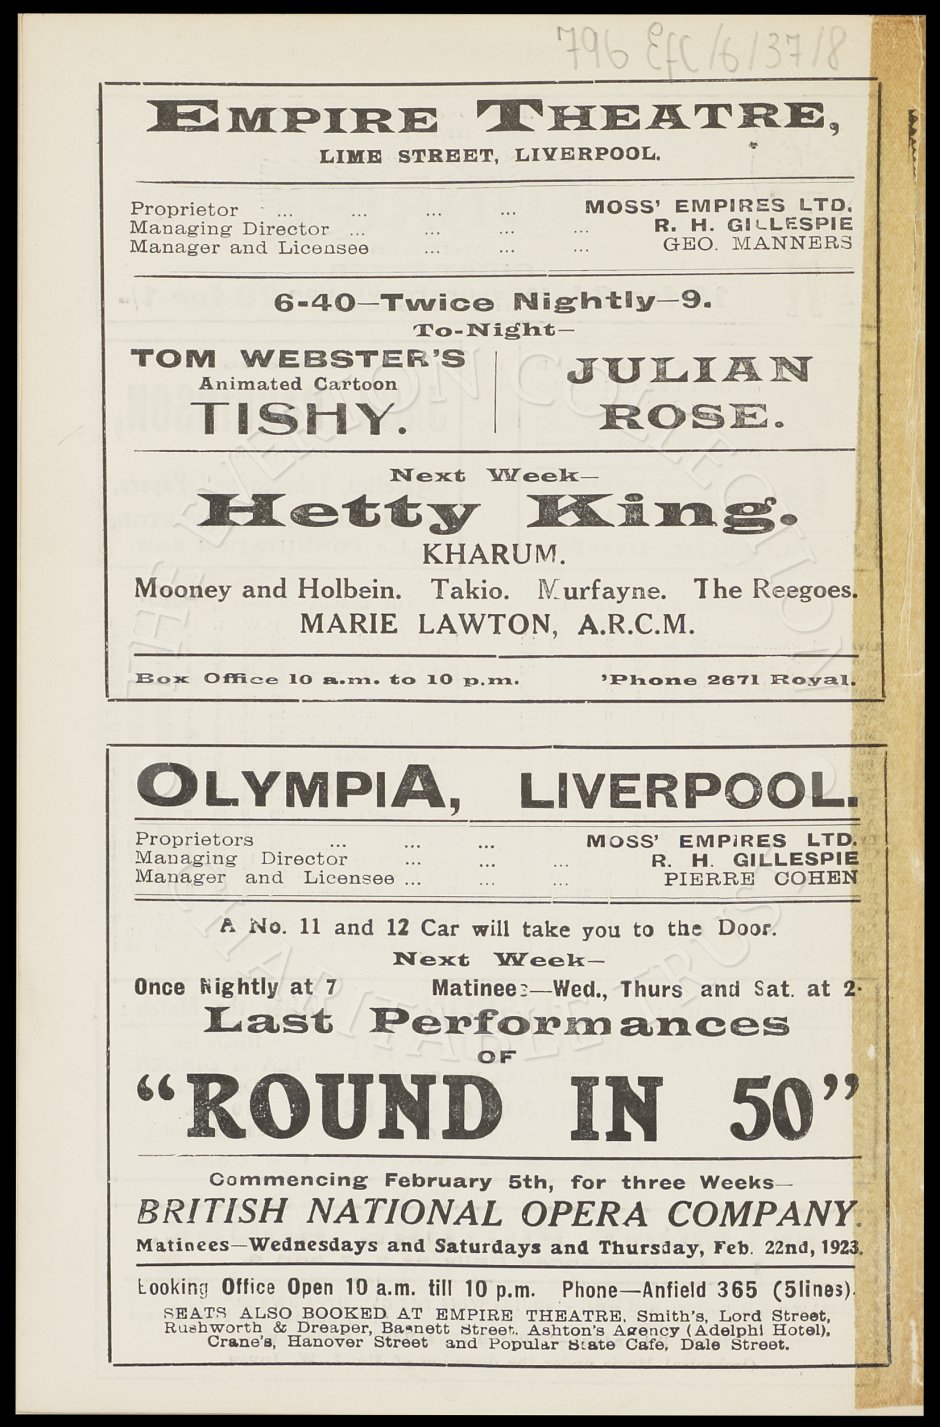 796 EFC/6/37/8
EMPIRE THEATRE,
LIME STREET, LIVERPOOL.
Proprietor ... ... ... ... MOSS' EMPIRES LTD.
Managing Director ... ... ... ... R. H. GILLESPIE
Manager and Licensee ... ... ... GEO. MANNERS
6-40—Twice Nightly—9.
To-Night—
TOM WEBSTER'S
Animated Cartoon
TISHY.
JULIAN
ROSE.
Next Week—
Hetty King.
KHARUM.
Mooney and Holbein. Takio. Murfayne. The Reegoes.
MARIE LAWTON, A.R.C.M.
Box Office 10 a.m. to 10 p.m. 'Phone 2671 Royal.
OLYMPIA, LIVERPOOL.
Proprietors ... ... ... MOSS' EMPIRES LTD.
Managing Director ... ... ... R. H. GILLESPIE
Manager and Licensee ... ... ... PIERRE COHEN
A No. 11 and 12 Car will take you to the Door.
Next Week—
Once Nightly at 7 Matinees—Wed., Thurs and Sat. at 2·
Last Performances
OF
"ROUND IN 50"
Commencing February 5th, for three Weeks—
BRITISH NATIONAL OPERA COMPANY.
Matinees—Wednesdays and Saturdays and Thursday, Feb. 22nd, 1923.
Looking Office Open 10 a.m. till 10 p.m. Phone—Anfield 365 (5lines).
SEATS ALSO BOOKED AT EMPIRE THEATRE, Smith's, Lord Street,
Rushworth & Dreaper, Basnett Street. Ashton's Agency (Adelphi Hotel),
Crane's, Hanover Street and Popular State Cafe, Dale Street.
THE EVERTON COLLECTION
CHARITABLE TRUST